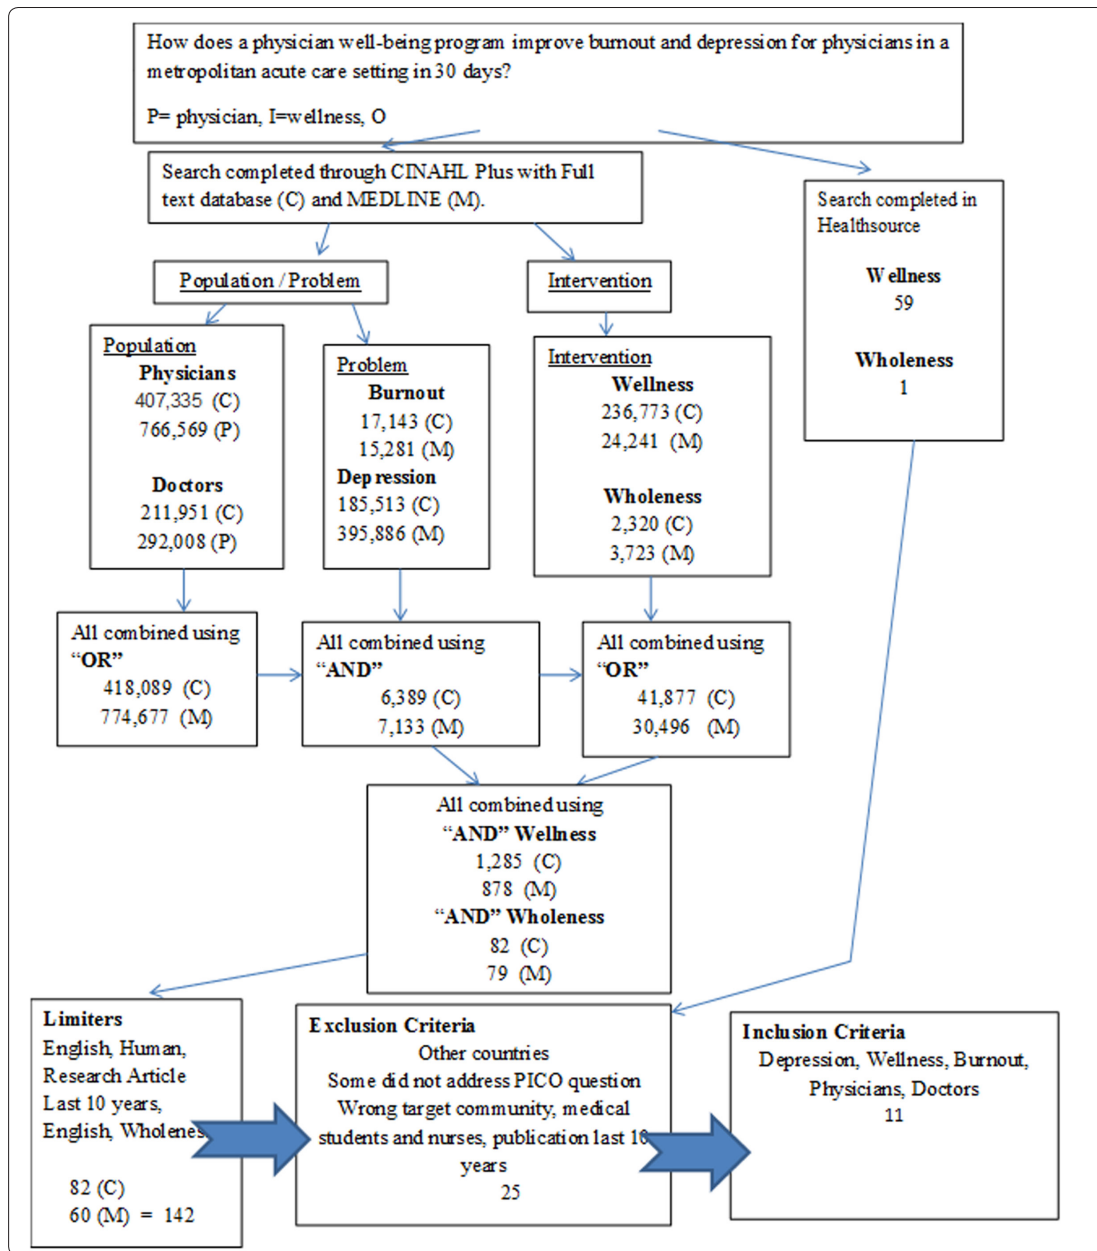 How does a physician well-being program improve burnout and depression for physicians in a
metropolitan acute care setting in 30 days?
P= physician, I=wellness, O
Search completed through CINAHL Plus with Full
text database (C) and MEDLINE (M).
Search completed in
Healthsource
Wellness
59
Wholeness
1
Population / Problem
Intervention
Population
Physicians
407,335 (C)
766,569 (P)
Doctors
211,951 (C)
292,008 (P)
Problem
Burnout
17,143 (C)
15,281 (M)
Depression
185,513 (C)
395,886 (M)
Intervention
Wellness
236,773 (C)
24,241 (M)
Wholeness
2,320 (C)
3,723 (M)
All combined using
“OR”
418,089 (C)
774,677 (M)
All combined using
“AND”
6,389 (C)
7,133 (M)
All combined using
“OR”
41,877 (C)
30,496 (M)
All combined using
“AND” Wellness
1,285 (C)
878 (M)
“AND” Wholeness
82 (C)
79 (M)
Limiters
English, Human,
Research Article
Last 10 years,
English,
82 (C)
60 (M) = 142
Exclusion Criteria
Other countries
Some did not address PICO question
Wrong target community, medical
students and nurses, publication last 10
years
25
Inclusion Criteria
Depression, Wellness, Burnout,
Physicians, Doctors
11